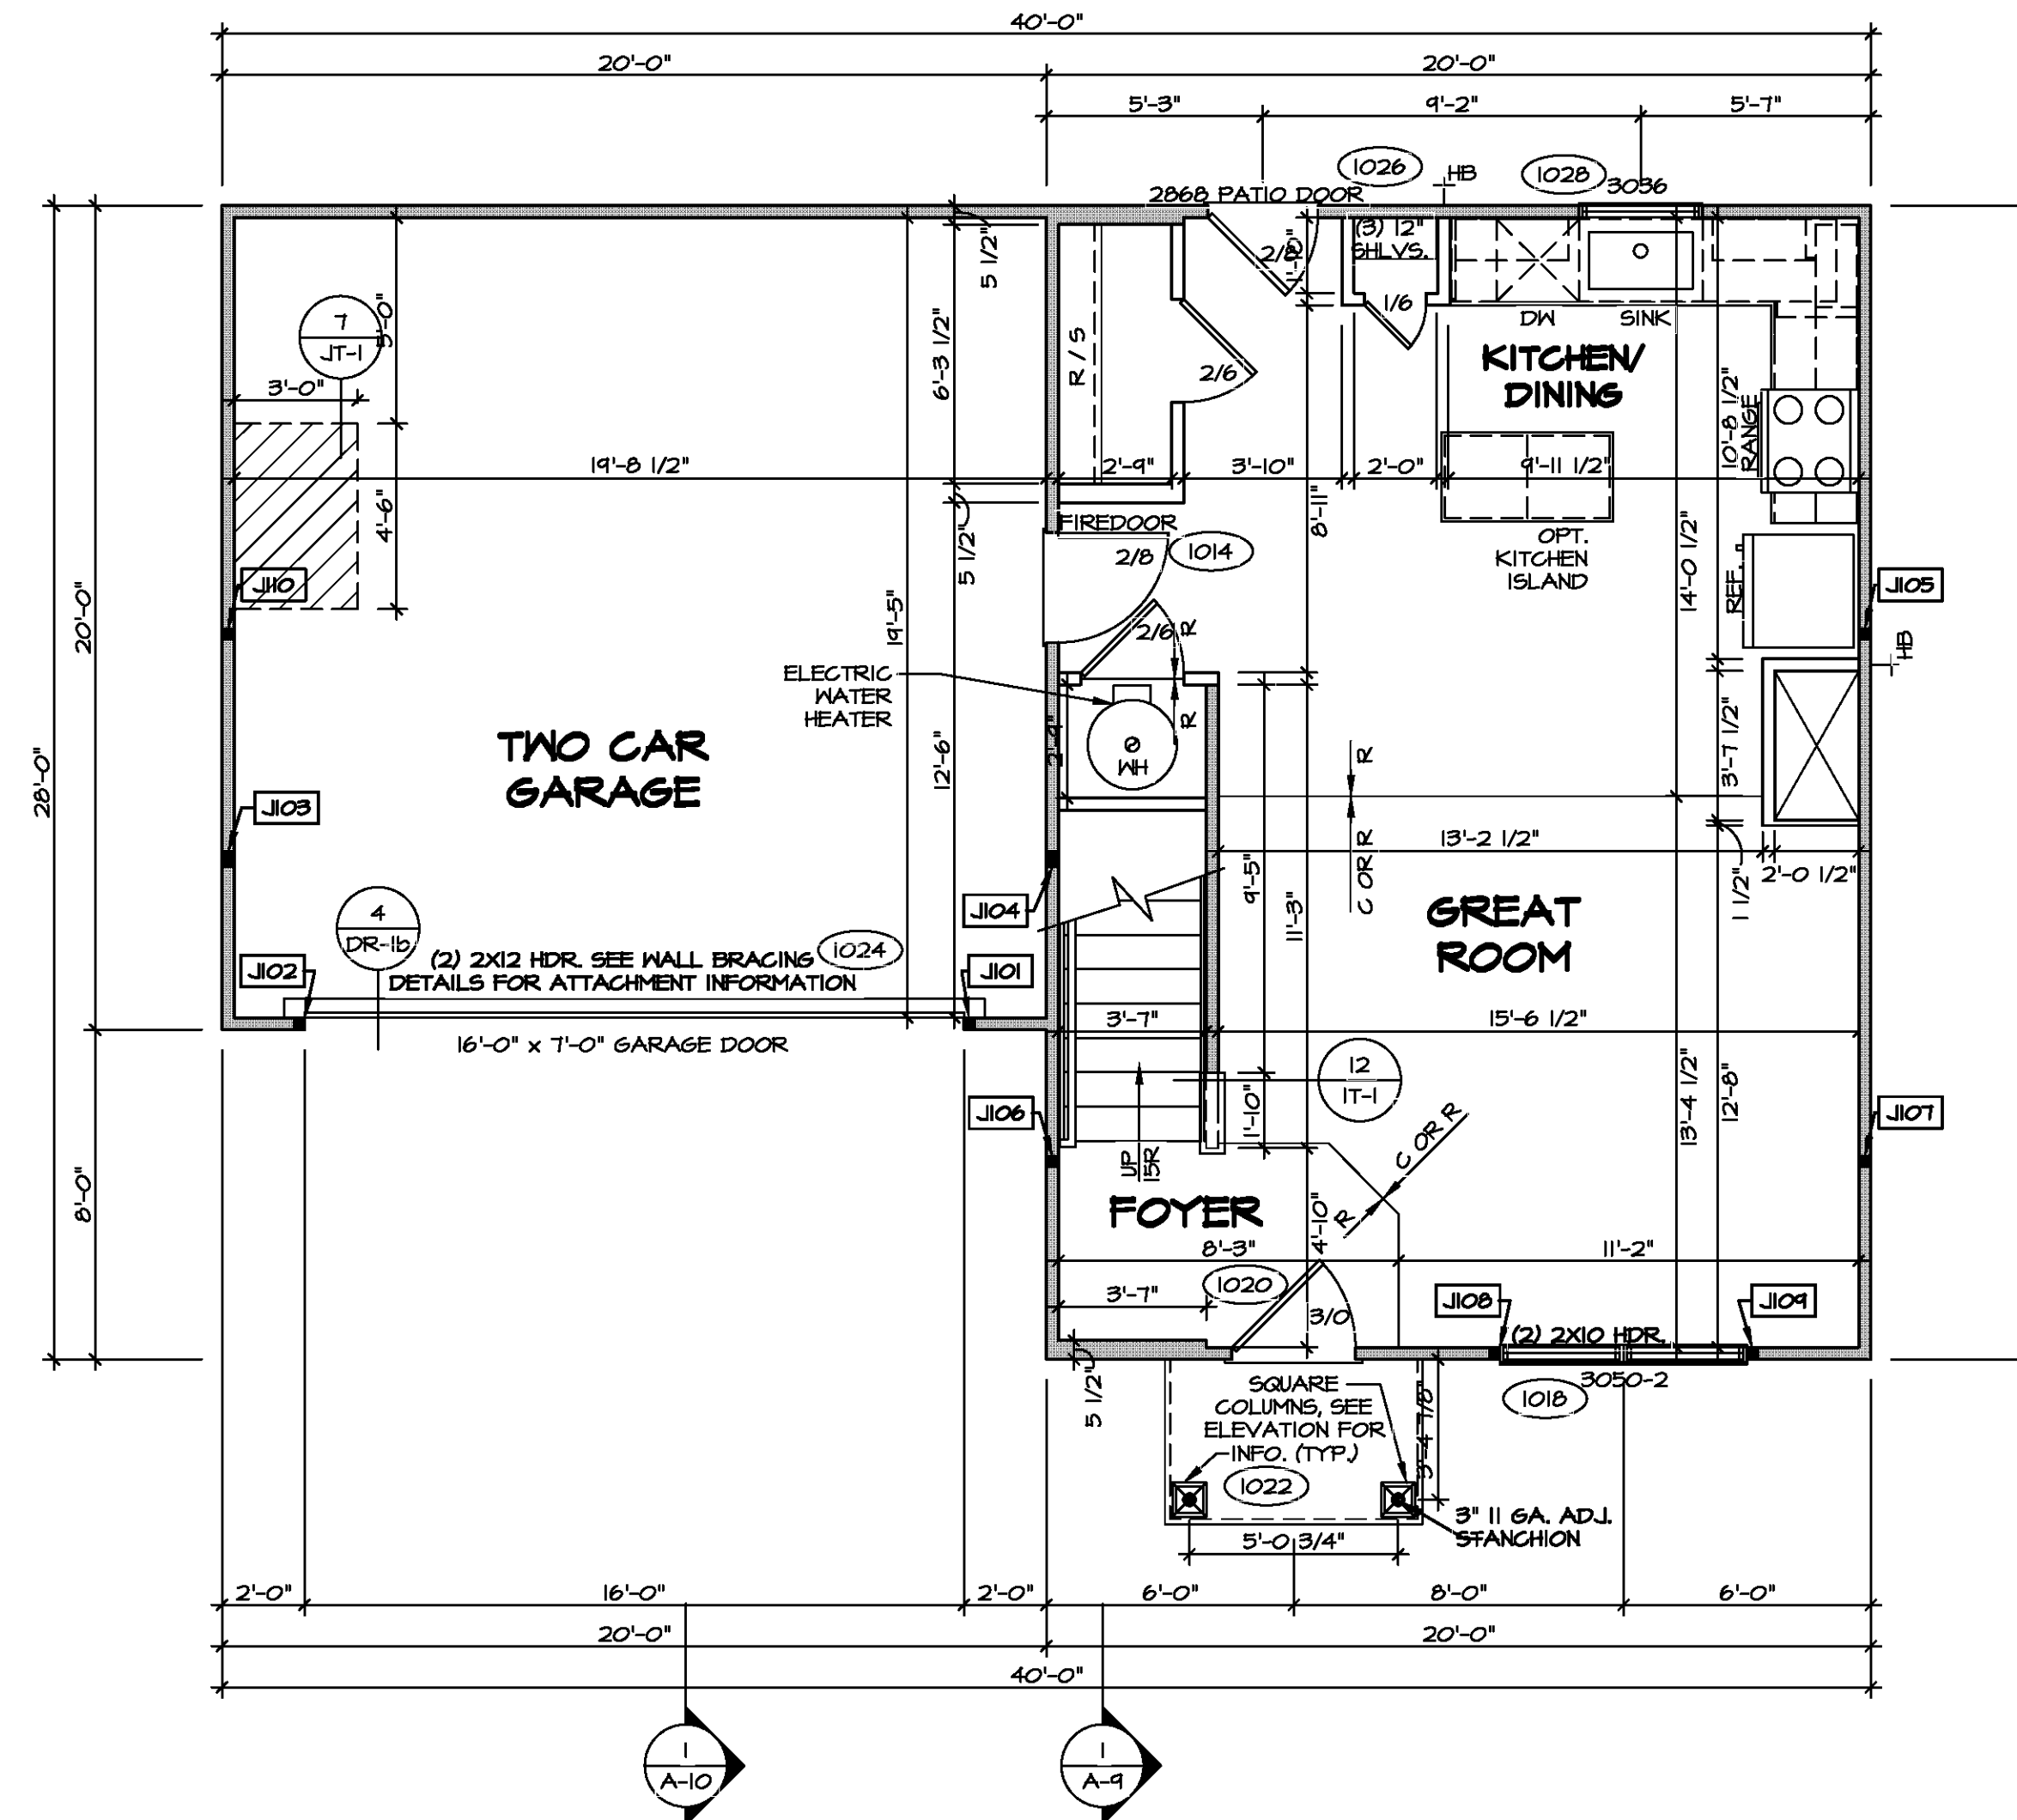 40'-0"
20'-0" 20'-0"
5'-3" 9'-2" 5'-7"
1026 HB 1028 3036
2868 PATIO DOOR
(3) 12"
SHLVS.
2/8
1'-10"
5 1/2"
1/6
DW SINK
7
JT-1
5'-0"
3'-0"
6'-3 1/2"
R / S
2/6
KITCHEN/
DINING
10'-8 1/2"
RANGE
19'-8 1/2" 2'-9" 3'-10" 2'-0" 9'-11 1/2"
4'-6"
8'-11"
FIREDOOR
2/8 1014
5 1/2"
OPT.
KITCHEN
ISLAND
14'-0 1/2"
REF.
J110
J105
HB
28'-0"
20'-0"
19'-5"
2/6
R
R
ELECTRIC
WATER
HEATER
2'-9"
WH
TWO CAR
GARAGE
12'-6"
3'-7 1/2"
R
C OR R
J103
13'-2 1/2"
2'-0 1/2"
1 1/2"
9'-5"
11'-3"
GREAT
ROOM
J104
4
DR-1b
(2) 2X12 HDR. SEE WALL BRACING 1024
DETAILS FOR ATTACHMENT INFORMATION
J102 J101
16'-0" x 7'-0" GARAGE DOOR
3'-7" 15'-6 1/2"
12
1T-1
13'-4 1/2"
12'-8"
1'-10"
J106
J107
C OR R
R
UP
15R
8'-0"
FOYER
4'-10"
8'-3" 11'-2"
3'-7" 1020
3/0
J108 J109
(2) 2X10 HDR.
3050-2
1018
5 1/2"
SQUARE
COLUMNS, SEE
ELEVATION FOR
INFO. (TYP.)
1022
3'-4 7/8"
3" 11 GA. ADJ.
STANCHION
5'-0 3/4"
2'-0" 16'-0" 2'-0" 6'-0" 8'-0" 6'-0"
20'-0" 20'-0"
40'-0"
1
A-10
1
A-9